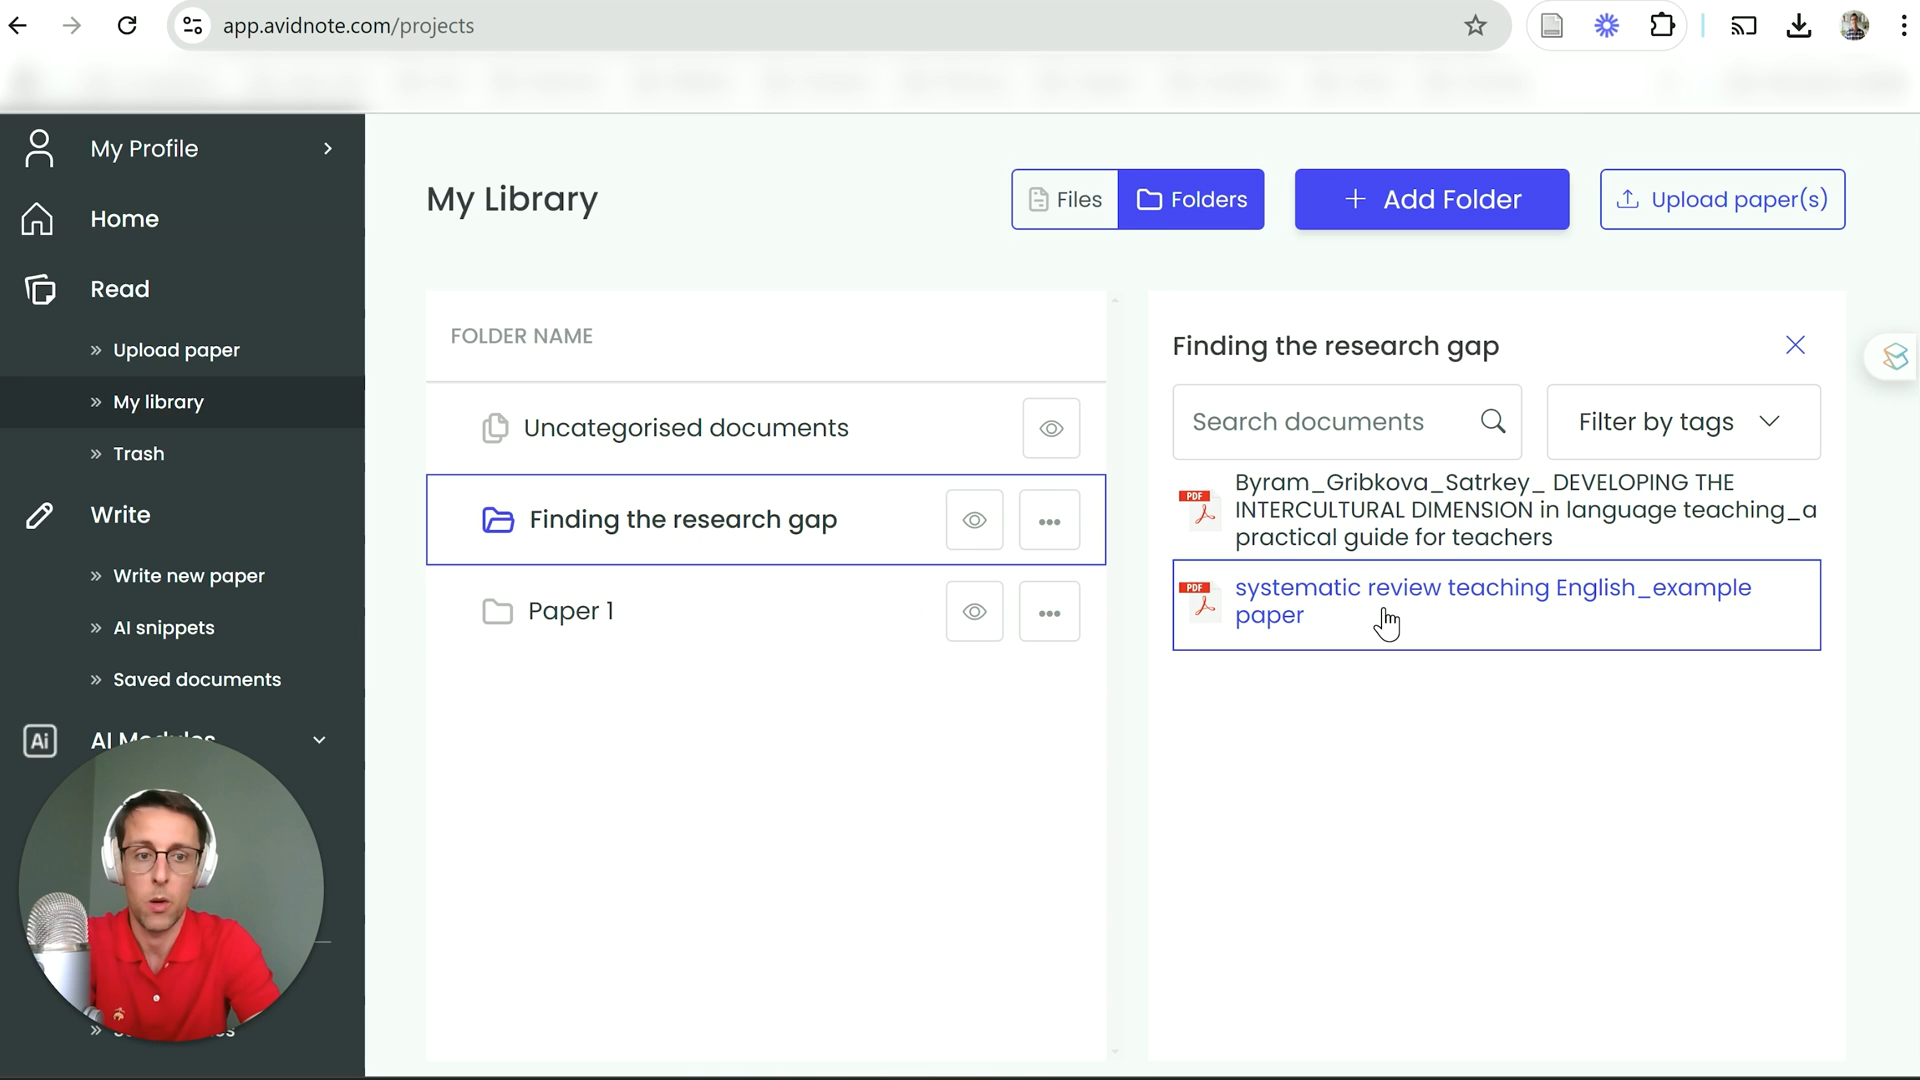 app.avidnote.com/projects
My Profile
Home
Read
» Upload paper
» My library
» Trash
Write
» Write new paper
» AI snippets
» Saved documents
Ai
My Library
Files
Folders
+ Add Folder
Upload paper(s)
FOLDER NAME
Uncategorised documents
Finding the research gap
Paper 1
Finding the research gap
Search documents
Filter by tags
PDF
Byram_Gribkova_Satrkey_ DEVELOPING THE
INTERCULTURAL DIMENSION in language teaching_a
practical guide for teachers
PDF
systematic review teaching English_example
paper